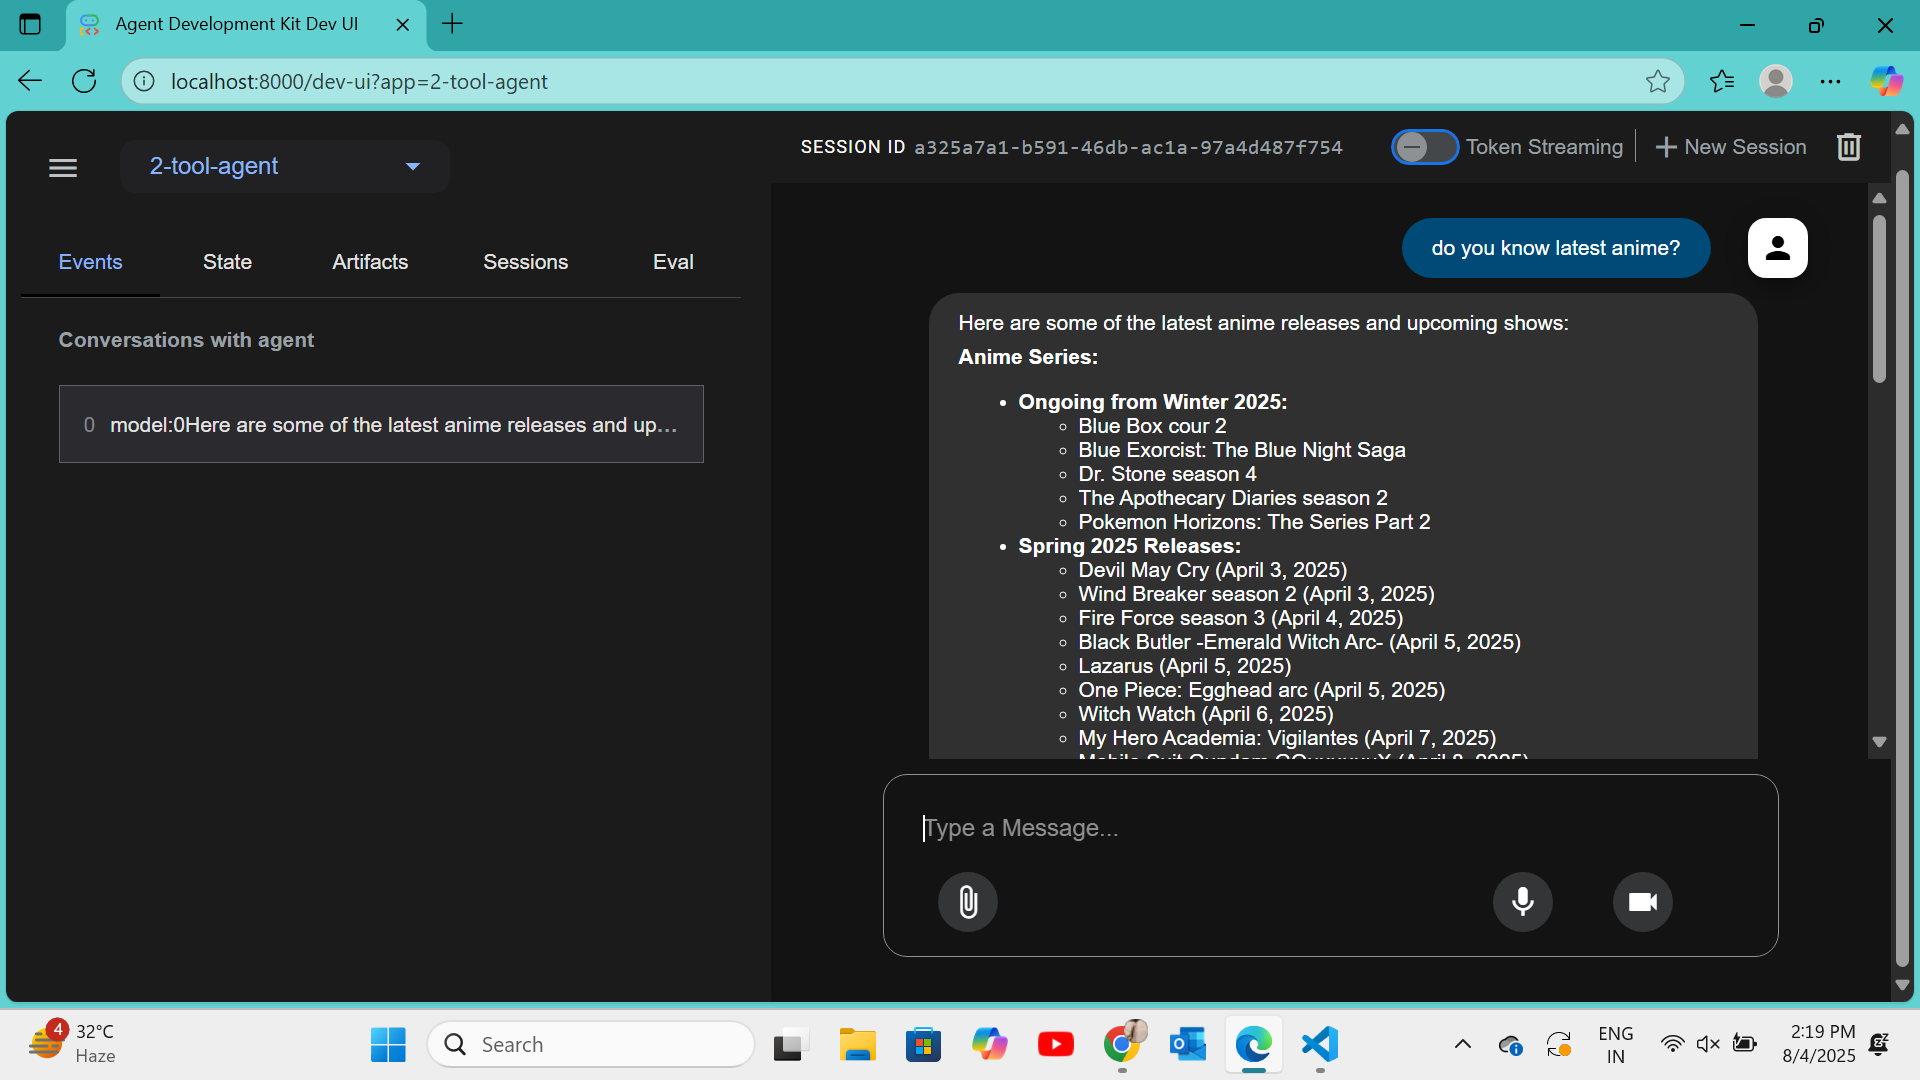 Agent Development Kit Dev UI
localhost:8000/dev-ui?app=2-tool-agent
2-tool-agent
SESSION ID a325a7a1-b591-46db-ac1a-97a4d487f754
Token Streaming
New Session
Events State Artifacts Sessions Eval
Conversations with agent
0 model:0Here are some of the latest anime releases and up...
do you know latest anime?
Here are some of the latest anime releases and upcoming shows:
Anime Series:
Ongoing from Winter 2025:
Blue Box cour 2
Blue Exorcist: The Blue Night Saga
Dr. Stone season 4
The Apothecary Diaries season 2
Pokemon Horizons: The Series Part 2
Spring 2025 Releases:
Devil May Cry (April 3, 2025)
Wind Breaker season 2 (April 3, 2025)
Fire Force season 3 (April 4, 2025)
Black Butler -Emerald Witch Arc- (April 5, 2025)
Lazarus (April 5, 2025)
One Piece: Egghead arc (April 5, 2025)
Witch Watch (April 6, 2025)
My Hero Academia: Vigilantes (April 7, 2025)
Type a Message...
4
32°C
Haze
Search
ENG
IN
2:19 PM
8/4/2025